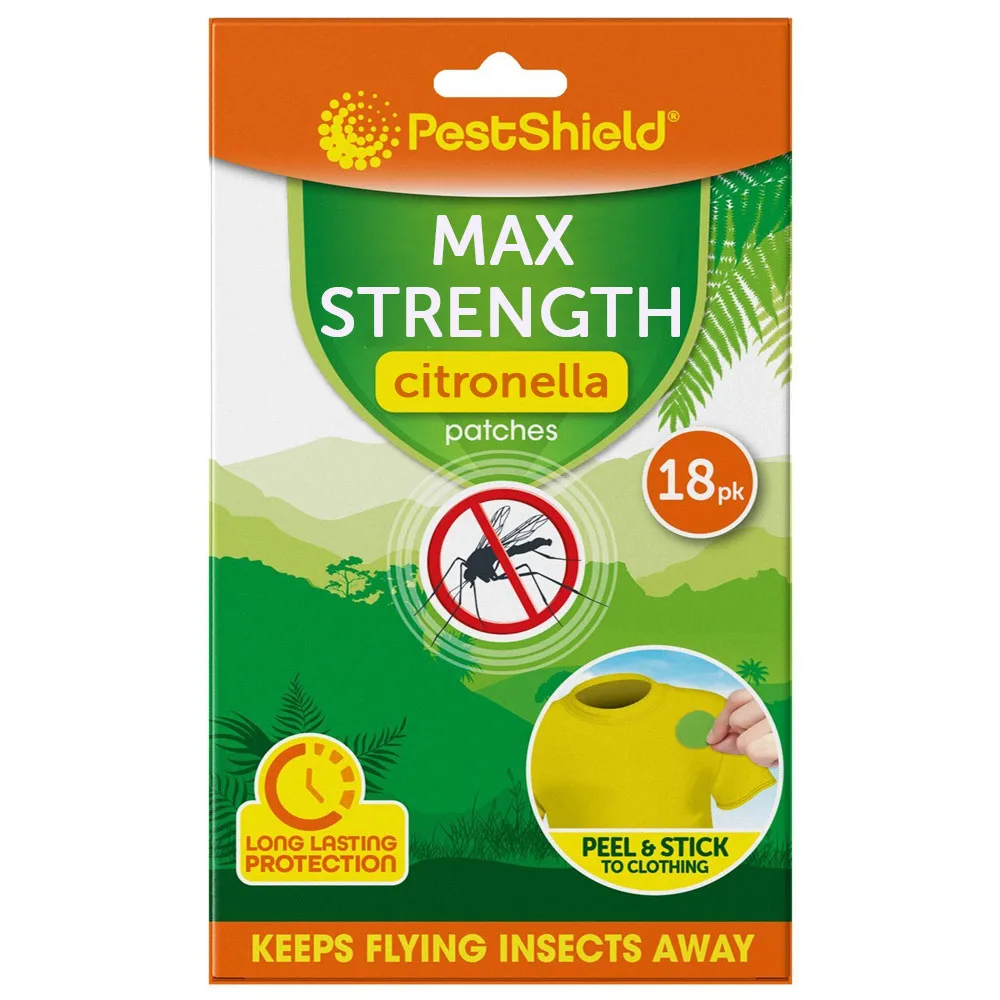 PestShield®
MAX
STRENGTH
citronella
patches
18pk
LONG LASTING
PROTECTION
PEEL & STICK
TO CLOTHING
KEEPS FLYING INSECTS AWAY